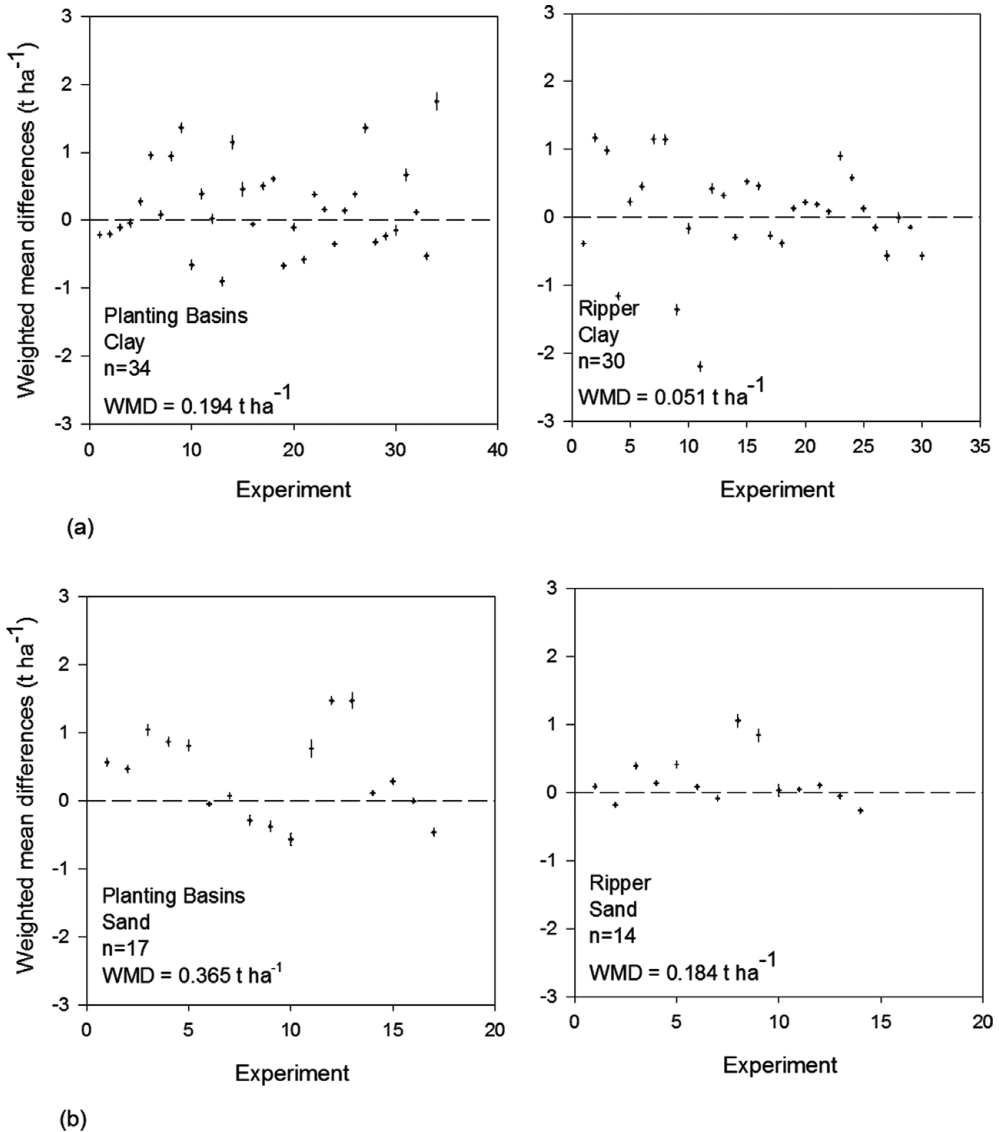 Weighted mean differences (t ha-1)
3
2
1
0
-1
-2
-3
Planting Basins
Clay
n=34
WMD = 0.194 t ha-1
0 10 20 30 40
Experiment
3
2
1
0
-1
-2
-3
Ripper
Clay
n=30
WMD = 0.051 t ha-1
0 5 10 15 20 25 30 35
Experiment
(a)
Weighted mean differences (t ha-1)
3
2
1
0
-1
-2
-3
Planting Basins
Sand
n=17
WMD = 0.365 t ha-1
0 5 10 15 20
Experiment
3
2
1
0
-1
-2
-3
Ripper
Sand
n=14
WMD = 0.184 t ha-1
0 5 10 15 20
Experiment
(b)